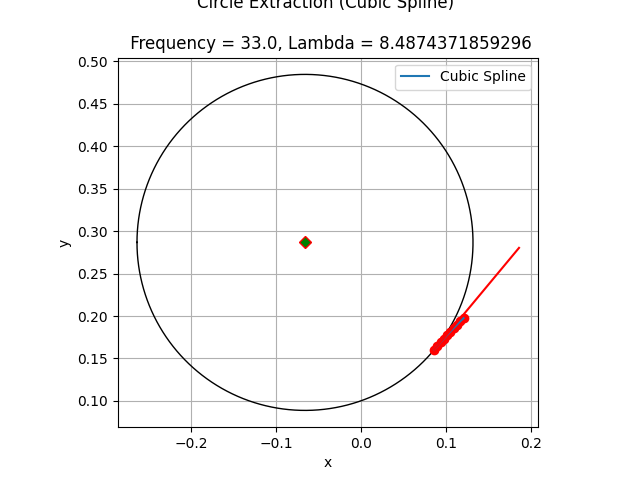 Circle Extraction (Cubic Spline)
Frequency = 33.0, Lambda = 8.4874371859296
Cubic Spline
0.50
0.45
0.40
0.35
0.30
0.25
0.20
0.15
0.10
y
−0.2 −0.1 0.0 0.1 0.2
x